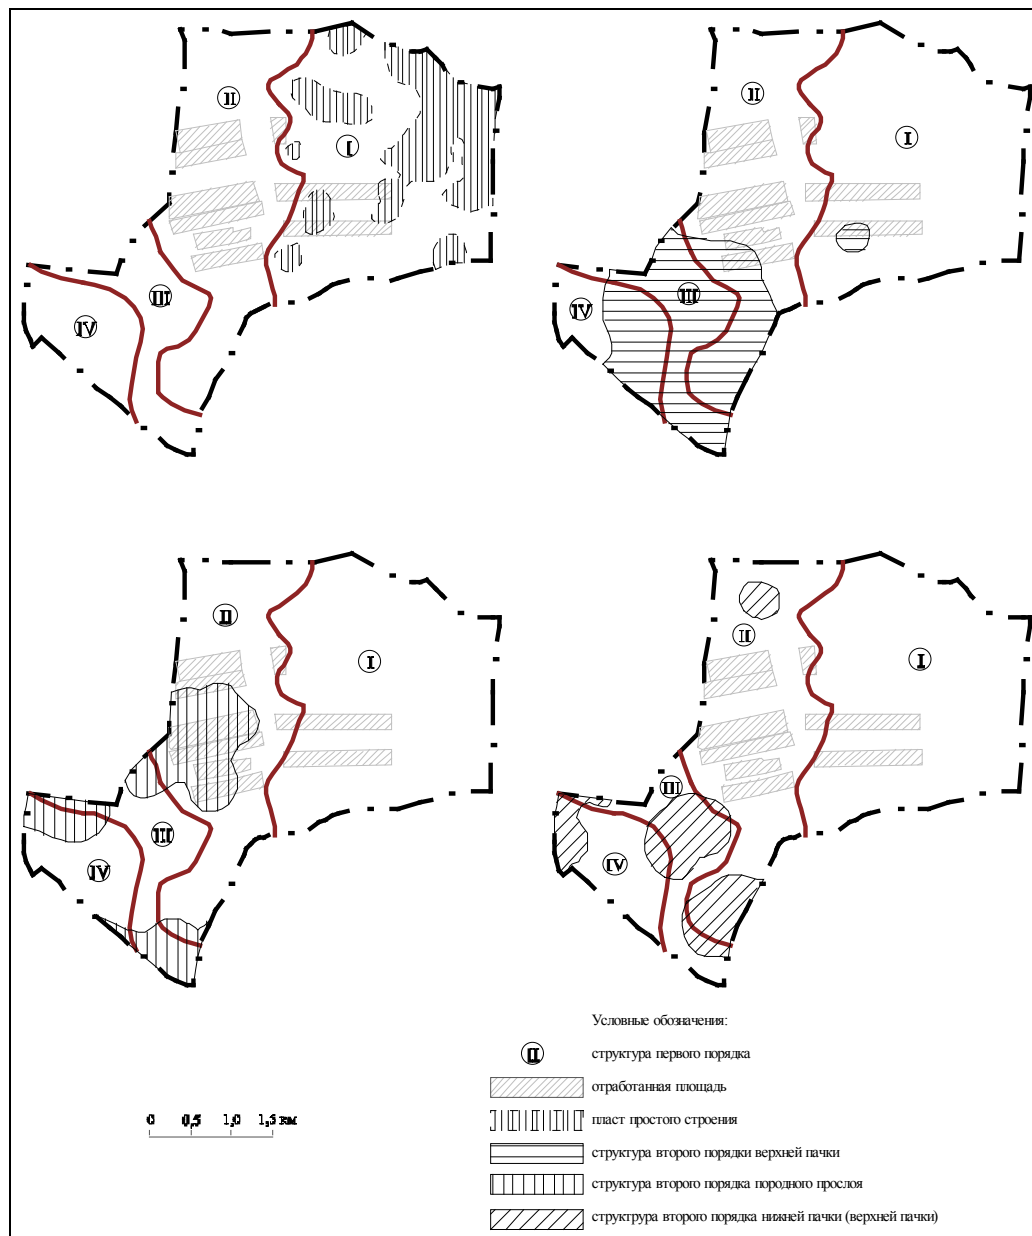 II
I
III
IV
II
I
III
IV
II
I
III
IV
II
I
III
IV
Условные обозначения:
II структура первого порядка
отработанная площадь
пласт простого строения
0 0,5 1,0 1,5 км
структура второго порядки верхней пачки
структура второго порядка породного прослоя
структрура второго порядка нижней пачки (верхней пачки)